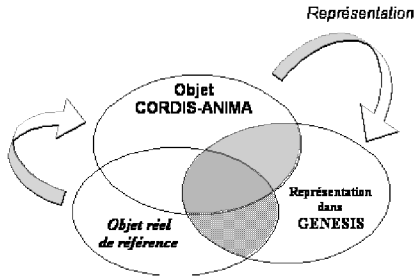 Représentation
Objet
CORDIS-ANIMA
Représentation
dans
GENESIS
Objet réel
de référence